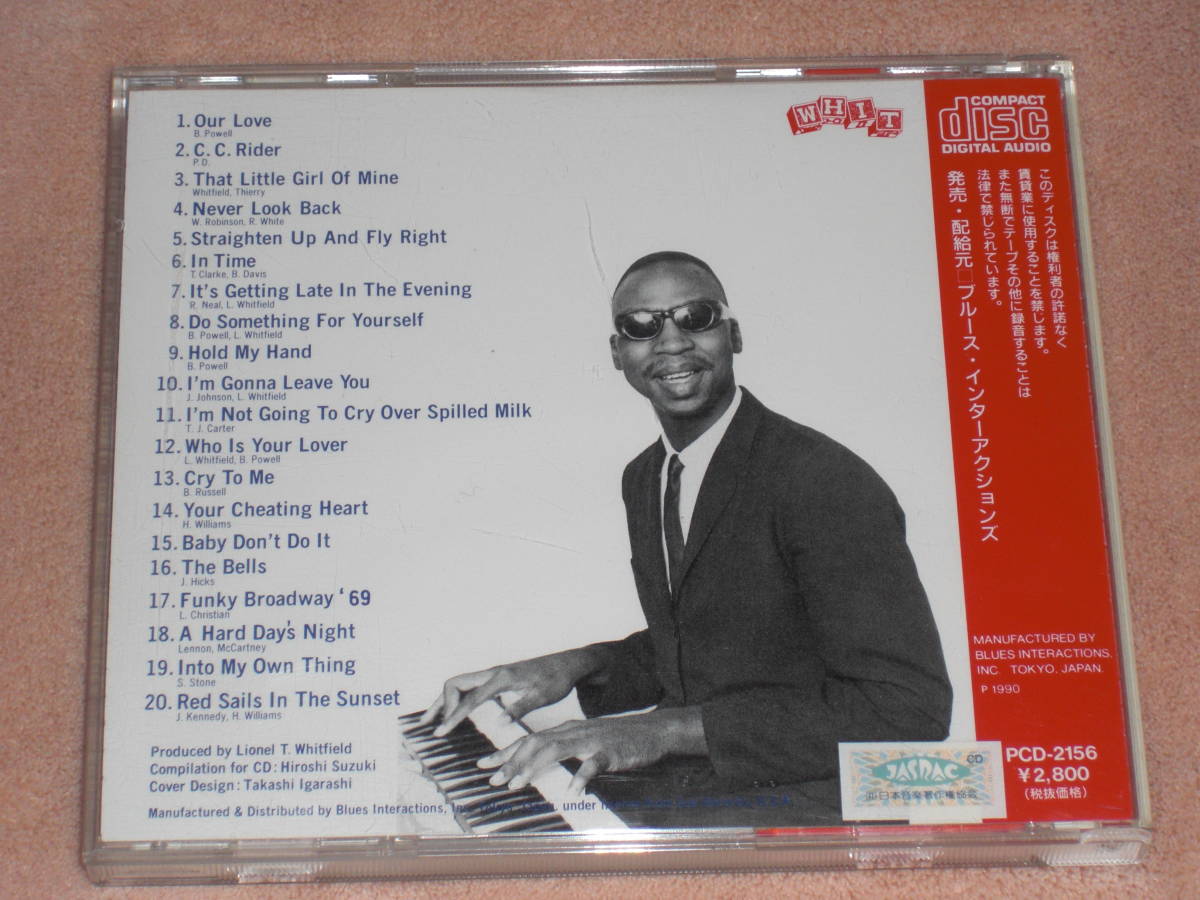 1. Our Love
B. Powell
2. C. C. Rider
P. D.
3. That Little Girl Of Mine
Whitfield, Thierry
4. Never Look Back
W. Robinson, R. White
5. Straighten Up And Fly Right
6. In Time
T. Clarke, B. Davis
7. It's Getting Late In The Evening
R. Neal, L. Whitfield
8. Do Something For Yourself
B. Powell, L. Whitfield
9. Hold My Hand
B. Powell
10. I'm Gonna Leave You
J. Johnson, L. Whitfield
11. I'm Not Going To Cry Over Spilled Milk
T. J. Carter
12. Who Is Your Lover
L. Whitfield, B. Powell
13. Cry To Me
B. Russell
14. Your Cheating Heart
H. Williams
15. Baby Don't Do It
16. The Bells
J. Hicks
17. Funky Broadway '69
L. Christian
18. A Hard Day's Night
Lennon, McCartney
19. Into My Own Thing
S. Stone
20. Red Sails In The Sunset
J. Kennedy, H. Williams
Produced by Lionel T. Whitfield
Compilation for CD : Hiroshi Suzuki
Cover Design : Takashi Igarashi
Manufactured & Distributed by Blues Interactions, under
WHIT
COMPACT
disc
DIGITAL AUDIO
このディスクは権利者の許諾なく
賃貸業に使用することを禁じます。
また無断でテープその他に録音することは
法律で禁じられています。
発売・配給元□ブルース・インターアクションズ
MANUFACTURED BY
BLUES INTERACTIONS,
INC. TOKYO, JAPAN.
P 1990
PCD-2156
¥2,800
(税抜価格)
JASRAC
CD
(社)日本音楽著作権協会